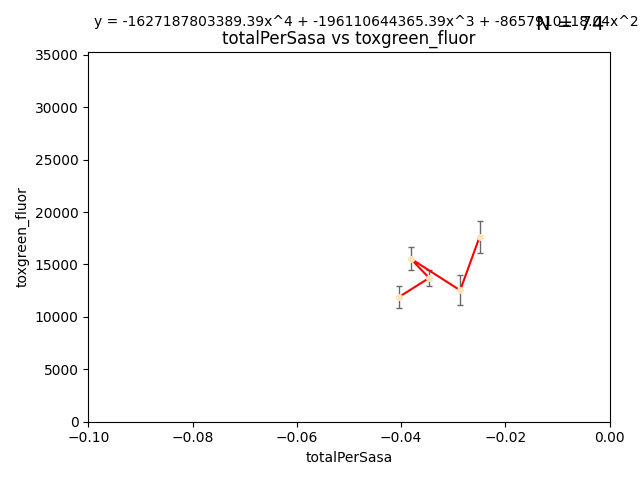 y = -1627187803389.39x^4 + -196110644365.39x^3 +
N = 74
totalPerSasa vs toxgreen_fluor
35000
30000
25000
20000
15000
10000
5000
0
toxgreen_fluor
−0.10 −0.08 −0.06 −0.04 −0.02 0.00
totalPerSasa